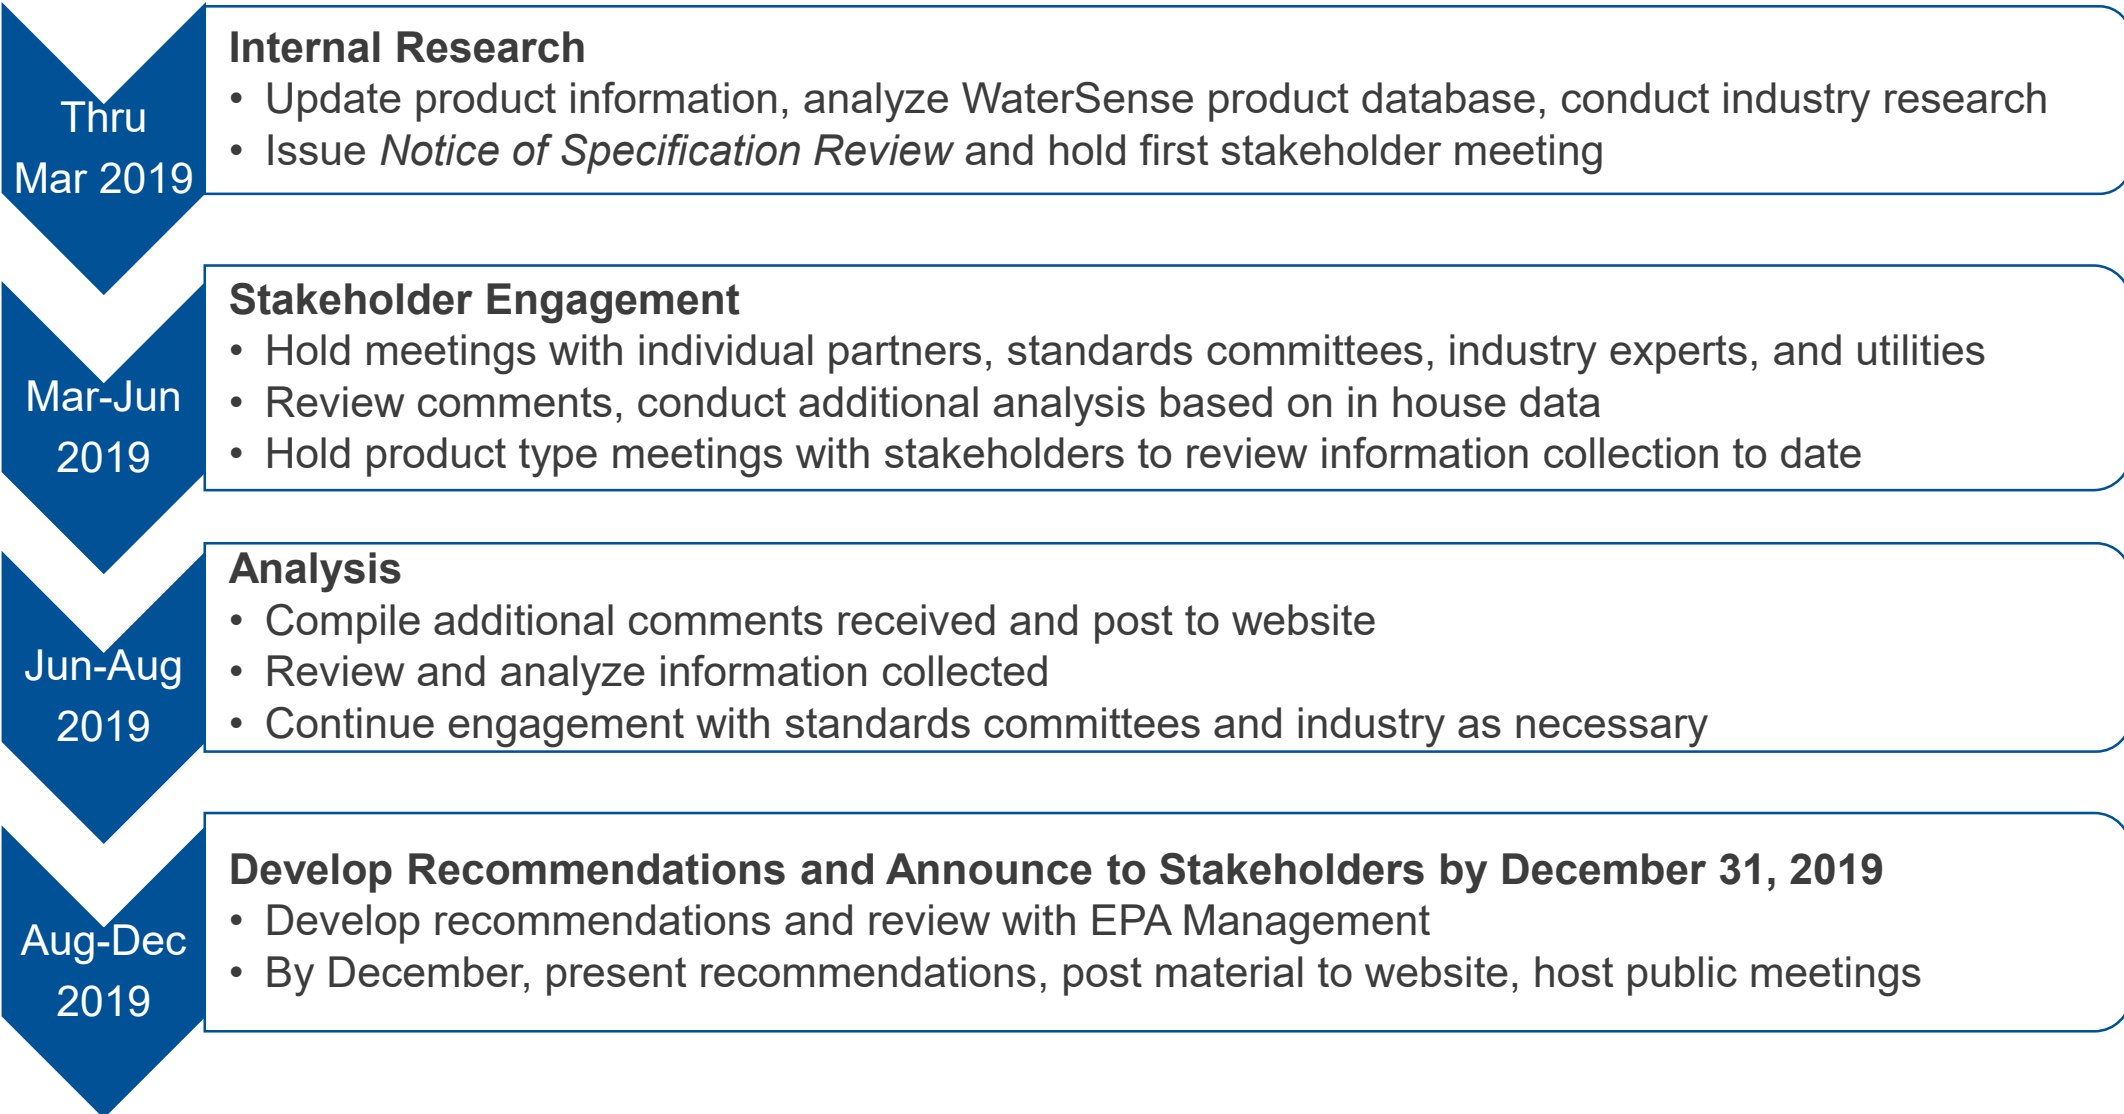 Thru
Mar 2019
Internal Research
• Update product information, analyze WaterSense product database, conduct industry research
• Issue Notice of Specification Review and hold first stakeholder meeting
Mar-Jun
2019
Stakeholder Engagement
• Hold meetings with individual partners, standards committees, industry experts, and utilities
• Review comments, conduct additional analysis based on in house data
• Hold product type meetings with stakeholders to review information collection to date
Jun-Aug
2019
Analysis
• Compile additional comments received and post to website
• Review and analyze information collected
• Continue engagement with standards committees and industry as necessary
Aug-Dec
2019
Develop Recommendations and Announce to Stakeholders by December 31, 2019
• Develop recommendations and review with EPA Management
• By December, present recommendations, post material to website, host public meetings